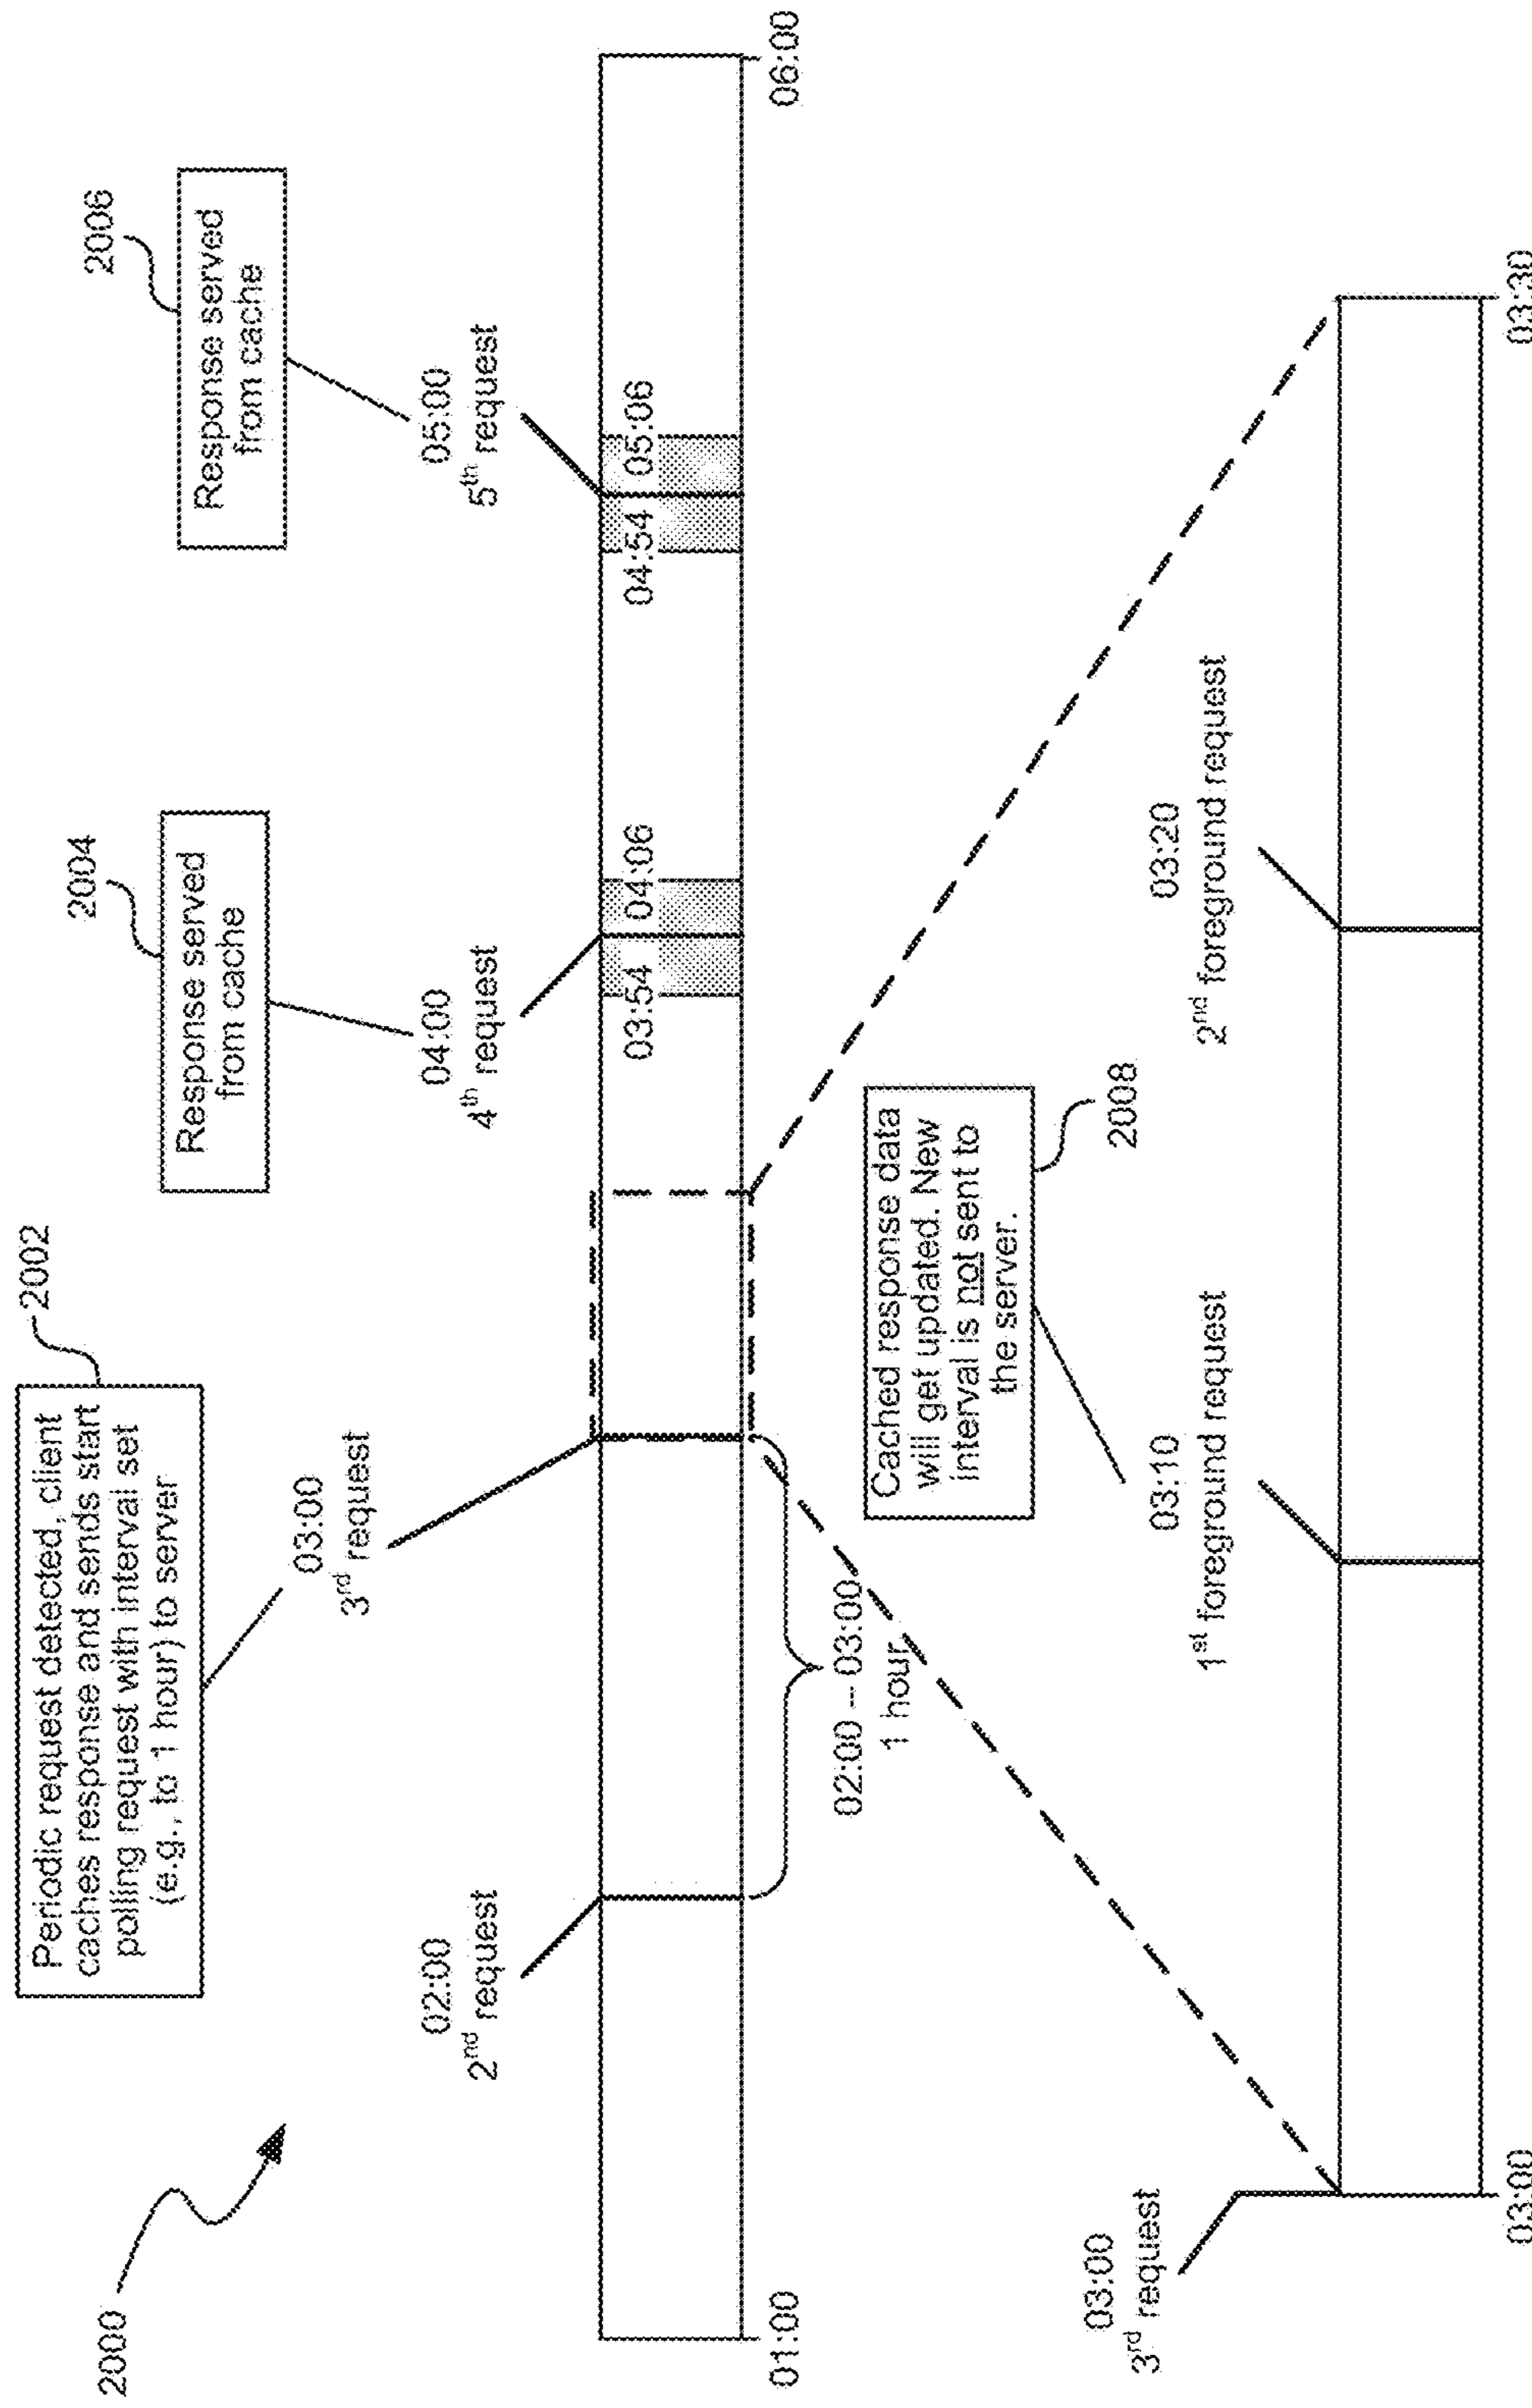 2000
Periodic request detected, client
caches response and sends start
polling request with interval set
(e.g., to 1 hour) to server
2002
Response served
from cache
2004
Response served
from cache
2006
02:00
2nd request
03:00
3rd request
04:00
4th request
05:00
5th request
03:54
04:06
04:54
05:06
01:00
06:00
02:00 – 03:00
1 hour
Cached response data
will get updated. New
interval is not sent to
the server.
2008
03:00
3rd request
03:10
1st foreground request
03:20
2nd foreground request
03:00
03:30